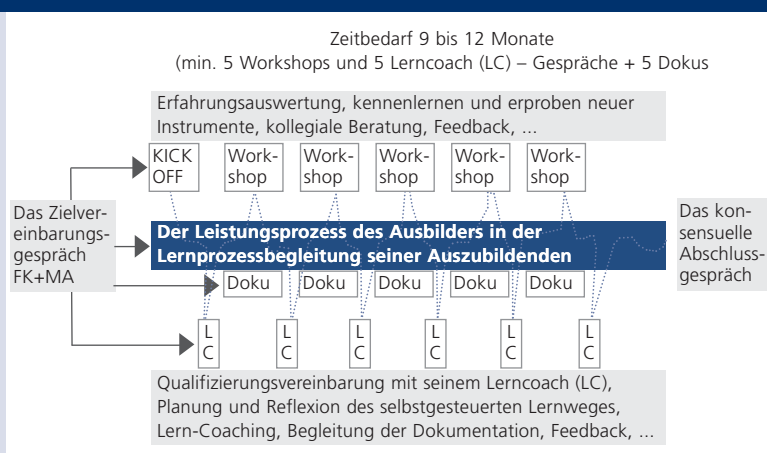 Zeitbedarf 9 bis 12 Monate
(min. 5 Workshops und 5 Lerncoach (LC) – Gespräche + 5 Dokus
Erfahrungsauswertung, kennenlernen und erproben neuer
Instrumente, kollegiale Beratung, Feedback, ...
KICK
OFF
Work-
shop
Work-
shop
Work-
shop
Work-
shop
Work-
shop
Das Zielver-
einbarungs-
gespräch
FK+MA
Der Leistungsprozess des Ausbilders in der
Lernprozessbegleitung seiner Auszubildenden
Das kon-
sensuelle
Abschluss-
gespräch
Doku
Doku
Doku
Doku
Doku
L
C
L
C
L
C
L
C
L
C
L
C
Qualifizierungsvereinbarung mit seinem Lerncoach (LC),
Planung und Reflexion des selbstgesteuerten Lernweges,
Lern-Coaching, Begleitung der Dokumentation, Feedback, ...